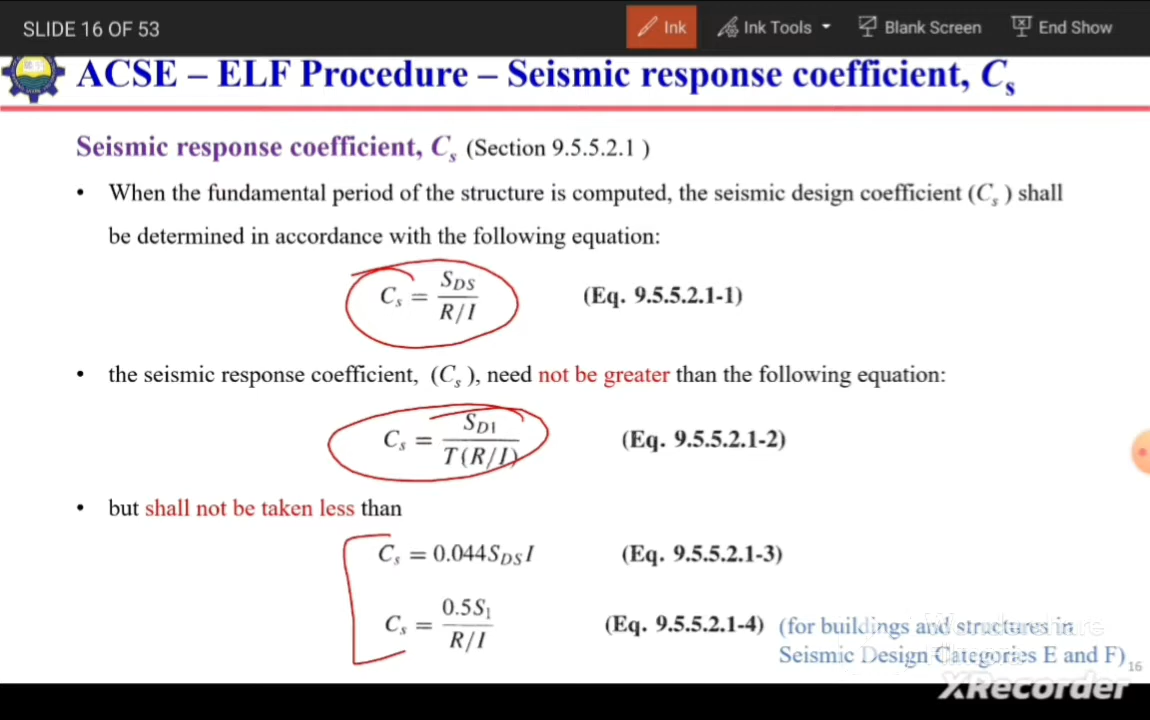 SLIDE 16 OF 53
Ink
Ink Tools
Blank Screen
End Show
ACSE – ELF Procedure – Seismic response coefficient, Cs
Seismic response coefficient, Cs (Section 9.5.5.2.1 )
• When the fundamental period of the structure is computed, the seismic design coefficient (Cs ) shall
be determined in accordance with the following equation:
Cs = SDS / R/I (Eq. 9.5.5.2.1-1)
• the seismic response coefficient, (Cs ), need not be greater than the following equation:
Cs = SD1 / T(R/I) (Eq. 9.5.5.2.1-2)
• but shall not be taken less than
Cs = 0.044SDSI (Eq. 9.5.5.2.1-3)
Cs = 0.5S1 / R/I (Eq. 9.5.5.2.1-4) (for buildings and structures in
Seismic Design Categories E and F)
16
XRecorder